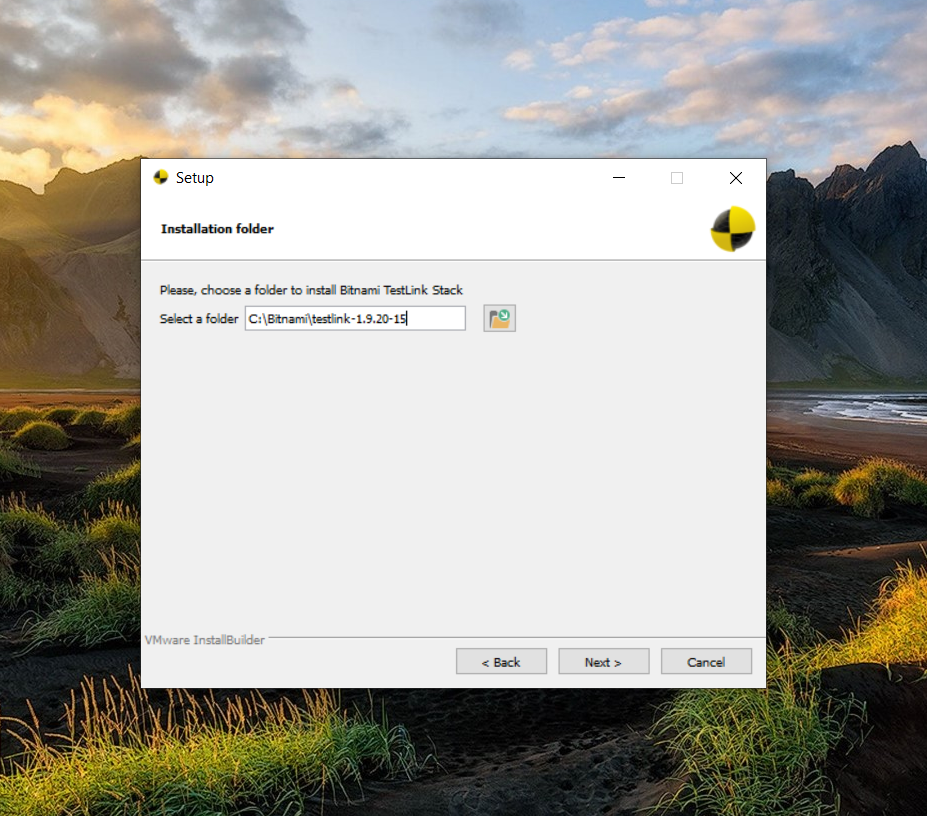 Setup
Installation folder
Please, choose a folder to install Bitnami TestLink Stack
Select a folder C:\Bitnami\testlink-1.9.20-15
VMware InstallBuilder
< Back Next > Cancel